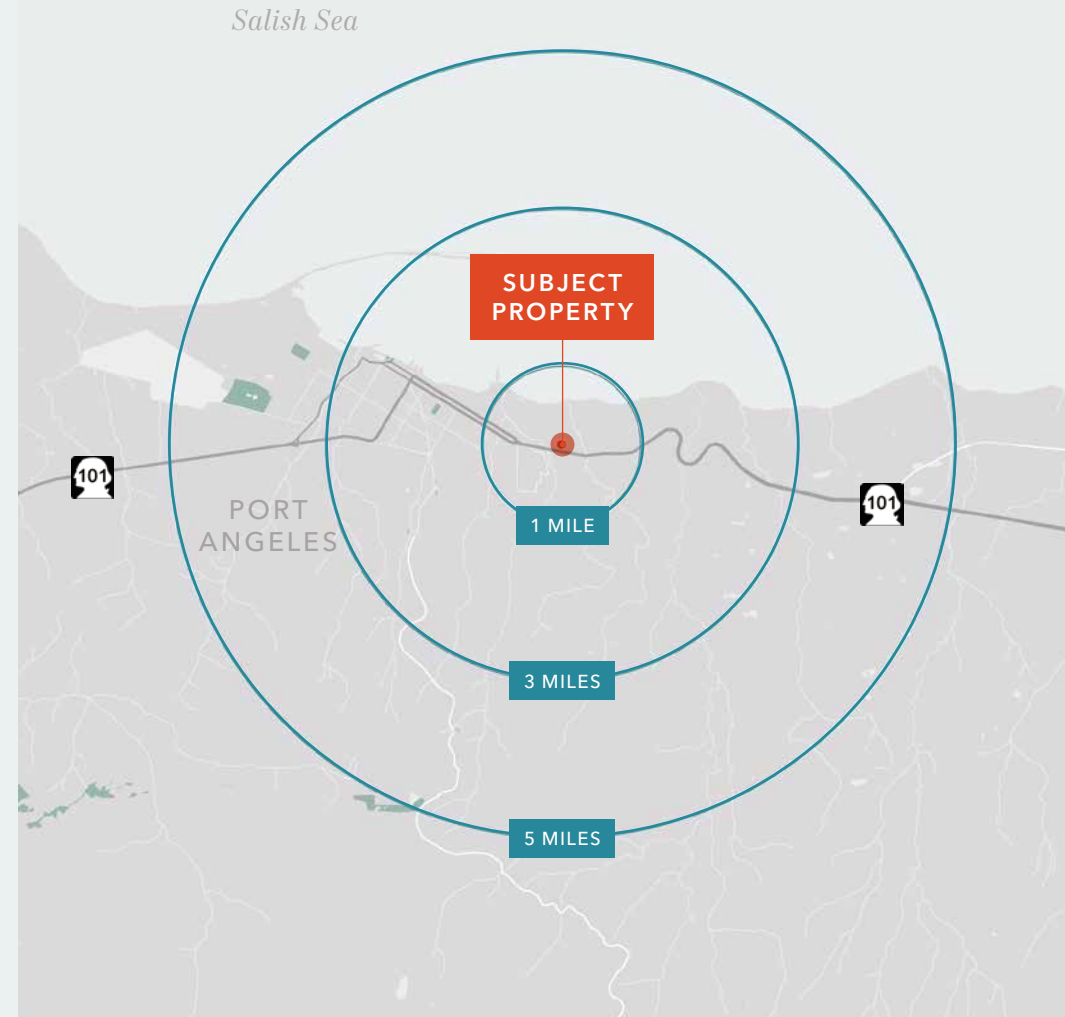 Salish Sea
SUBJECT
PROPERTY
101
101
PORT
ANGELES
1 MILE
3 MILES
5 MILES